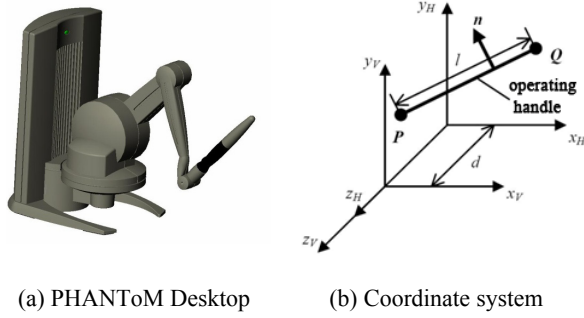 y_H
n
Q
y_V
l
operating
handle
P
x_H
d
z_H
x_V
z_V
(a) PHANToM Desktop
(b) Coordinate system